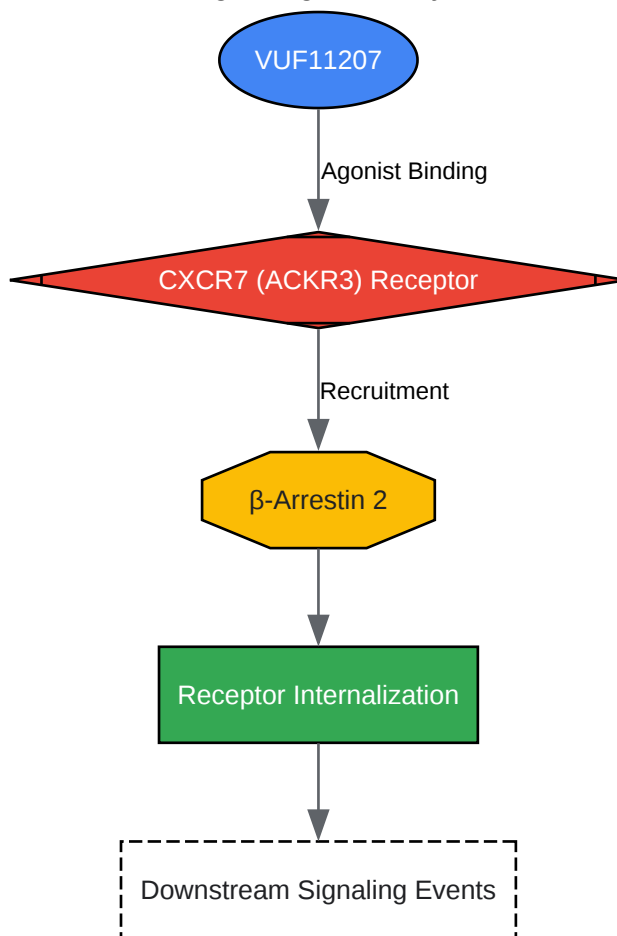 VUF11207
Agonist Binding
CXCR7 (ACKR3) Receptor
Recruitment
β-Arrestin 2
Receptor Internalization
Downstream Signaling Events